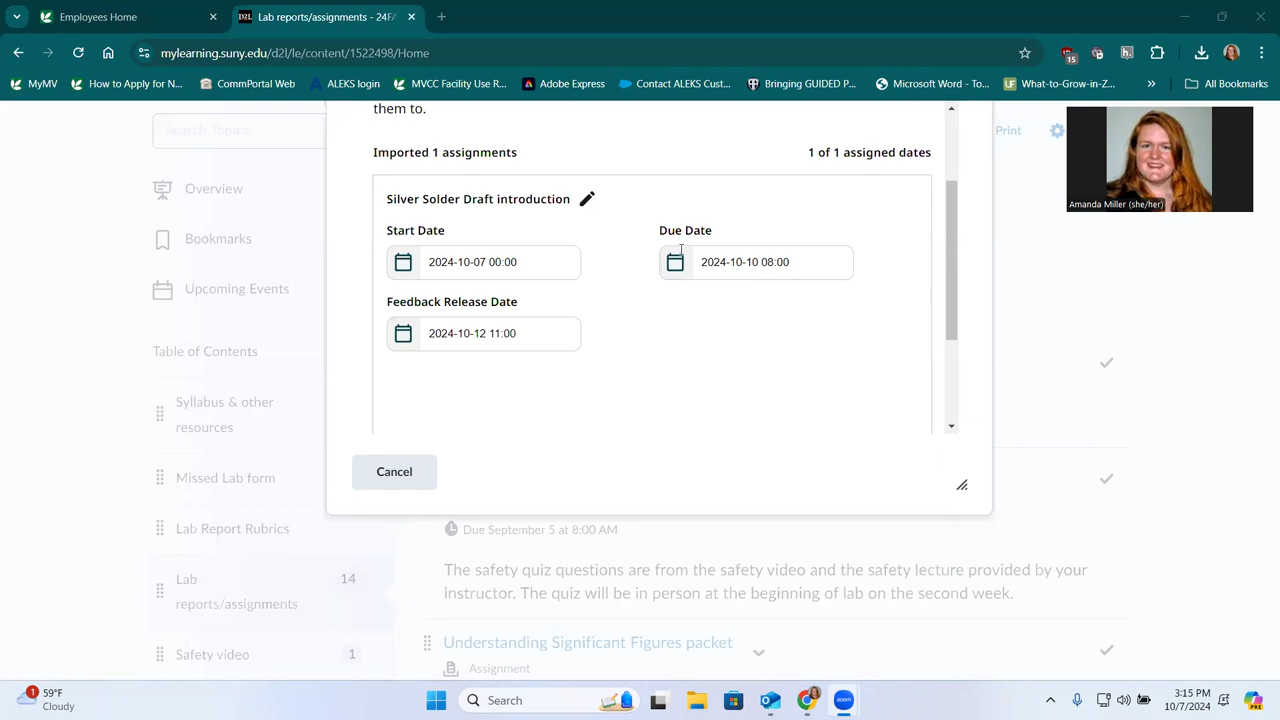 Employees Home
D2L
Lab reports/assignments - 24FA
mylearning.suny.edu/d2l/le/content/1522498/Home
15
MyMV
How to Apply for N...
CommPortal Web
ALEKS login
MVCC Facility Use R...
Adobe Express
Contact ALEKS Cust...
Bringing GUIDED P...
Microsoft Word - To...
UF
What-to-Grow-in-Z...
All Bookmarks
them to.
Search Topics
Print
Amanda Miller (she/her)
Imported 1 assignments
1 of 1 assigned dates
Overview
Silver Solder Draft introduction
Start Date
Due Date
Bookmarks
2024-10-07 00:00
2024-10-10 08:00
Upcoming Events
Feedback Release Date
2024-10-12 11:00
Table of Contents
Syllabus & other
resources
Missed Lab form
Cancel
Lab Report Rubrics
Due September 5 at 8:00 AM
Lab
reports/assignments
14
The safety quiz questions are from the safety video and the safety lecture provided by your
instructor. The quiz will be in person at the beginning of lab on the second week.
Understanding Significant Figures packet
Safety video
1
Assignment
1
59°F
Cloudy
Search
3:15 PM
10/7/2024
PRE